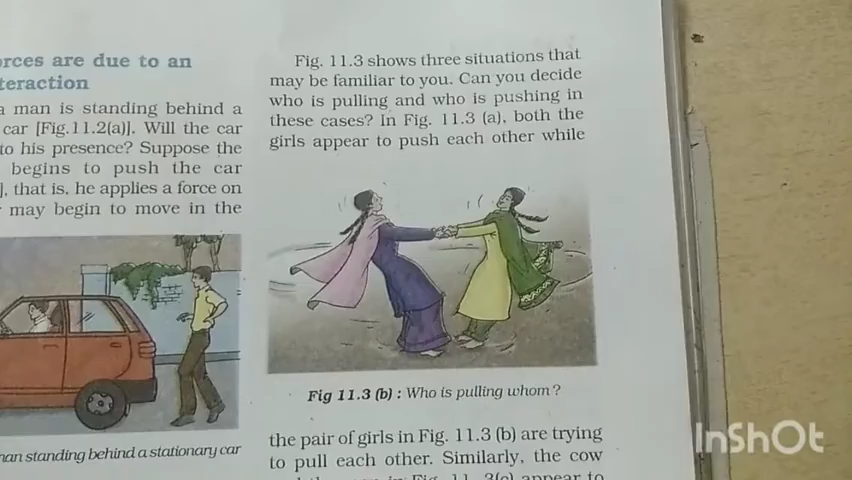 orces are due to an
teraction
a man is standing behind a
car [Fig.11.2(a)]. Will the car
to his presence? Suppose the
begins to push the car
], that is, he applies a force on
may begin to move in the
man standing behind a stationary car
Fig. 11.3 shows three situations that
may be familiar to you. Can you decide
who is pulling and who is pushing in
these cases? In Fig. 11.3 (a), both the
girls appear to push each other while
Fig 11.3 (b) : Who is pulling whom?
the pair of girls in Fig. 11.3 (b) are trying
to pull each other. Similarly, the cow
appear to
InShOt